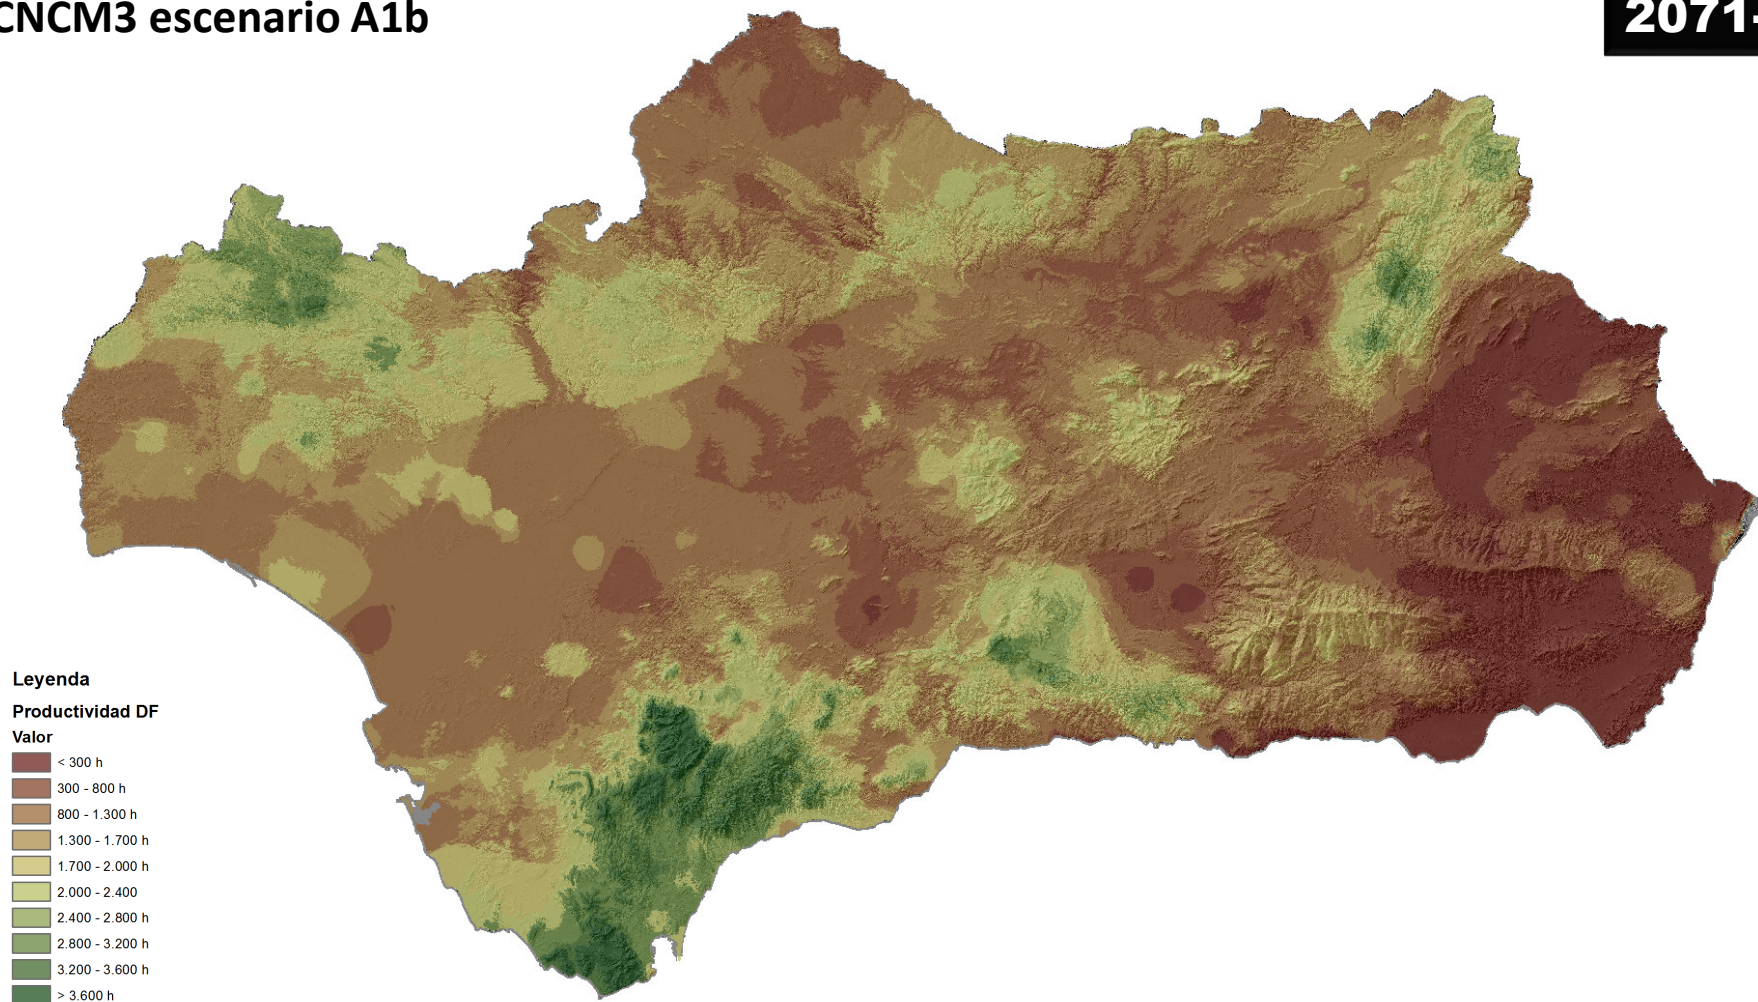 CNCM3 escenario A1b
2071-
Leyenda
Productividad DF
Valor
< 300 h
300 - 800 h
800 - 1.300 h
1.300 - 1.700 h
1.700 - 2.000 h
2.000 - 2.400
2.400 - 2.800 h
2.800 - 3.200 h
3.200 - 3.600 h
> 3.600 h